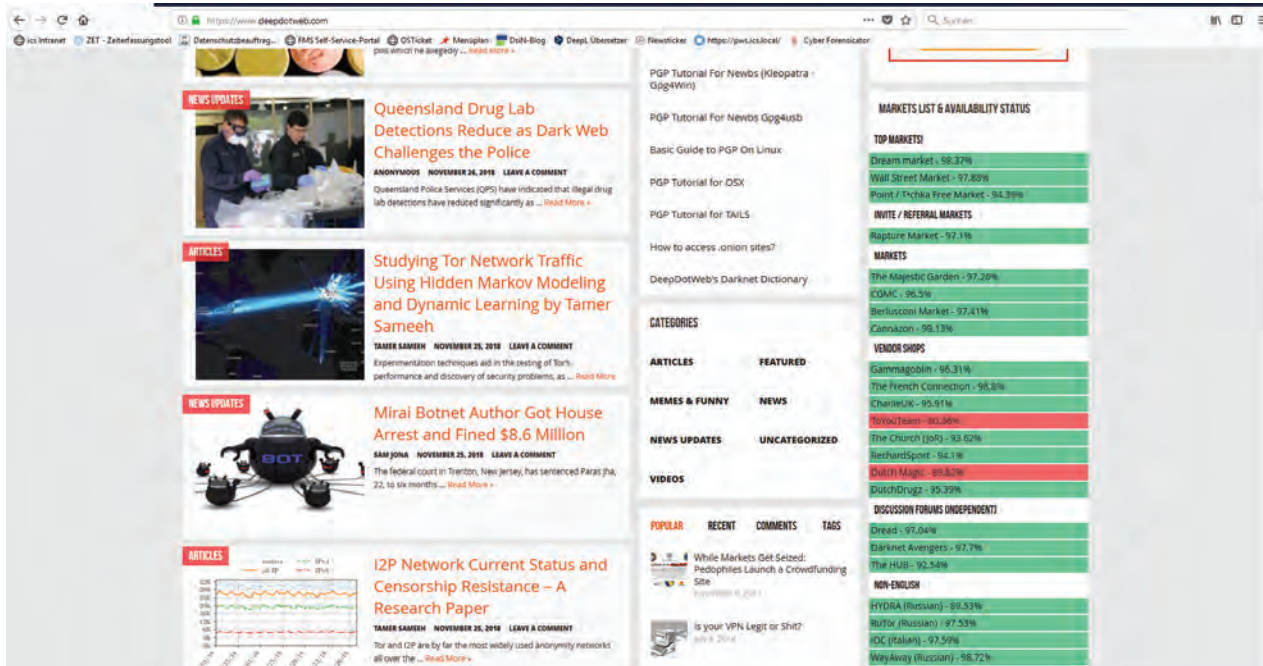 https://www.deepdotweb.com
Suchen
ics Intranet ZET - Zeiterfassungstool Datenschutzbeauftrag... FMS Self-Service-Portal OSTicket Menüplan DsiN-Blog DeepL Übersetzer Newsticker https://pws.ics.local/ Cyber Forensicator
pills which he allegedly ... Read More »
NEWS UPDATES
Queensland Drug Lab
Detections Reduce as Dark Web
Challenges the Police
ANONYMOUS NOVEMBER 26, 2018 LEAVE A COMMENT
Queensland Police Services (QPS) have indicated that illegal drug
lab detections have reduced significantly as ... Read More »
ARTICLES
Studying Tor Network Traffic
Using Hidden Markov Modeling
and Dynamic Learning by Tamer
Sameeh
TAMER SAMEEH NOVEMBER 25, 2018 LEAVE A COMMENT
Experimentation techniques aid in the testing of Tor's
performance and discovery of security problems, as ... Read More
NEWS UPDATES
BOT
Mirai Botnet Author Got House
Arrest and Fined $8.6 Million
SAM JONA NOVEMBER 25, 2018 LEAVE A COMMENT
The federal court in Trenton, New Jersey, has sentenced Paras Jha,
22, to six months ... Read More »
ARTICLES
I2P Network Current Status and
Censorship Resistance – A
Research Paper
TAMER SAMEEH NOVEMBER 25, 2018 LEAVE A COMMENT
Tor and I2P are by far the most widely used anonymity networks
all over the ... Read More »
PGP Tutorial For Newbs (Kleopatra -
Gpg4Win)
PGP Tutorial For Newbs Gpg4usb
Basic Guide to PGP On Linux
PGP Tutorial for OSX
PGP Tutorial for TAILS
How to access .onion sites?
DeepDotWeb's Darknet Dictionary
CATEGORIES
ARTICLES FEATURED
MEMES & FUNNY NEWS
NEWS UPDATES UNCATEGORIZED
VIDEOS
POPULAR RECENT COMMENTS TAGS
While Markets Get Seized:
Pedophiles Launch a Crowdfunding
Site
Is your VPN Legit or Shit?
MARKETS LIST & AVAILABILITY STATUS
TOP MARKETS!
Dream market - 98.37%
Wall Street Market - 97.88%
Point / T•chka Free Market - 94.39%
INVITE / REFERRAL MARKETS
Rapture Market - 97.1%
MARKETS
The Majestic Garden - 97.26%
CGMC - 96.5%
Berlusconi Market - 97.41%
Cannazon - 99.13%
VENDOR SHOPS
Gammagoblin - 96.31%
The French Connection - 98.8%
CharlieUK - 95.91%
ToYouTeam -
The Church (JoR) - 93.62%
RechardSport - 94.1%
Dutch Magic - 89.82%
DutchDrugz - 95.39%
DISCUSSION FORUMS (INDEPENDENT)
Dread - 97.04%
Darknet Avengers - 97.7%
The HUB - 92.54%
NON-ENGLISH
HYDRA (Russian) - 89.53%
RuTor (Russian) - 97.53%
IDC (Italian) - 97.59%
WayAway (Russian) - 98.72%